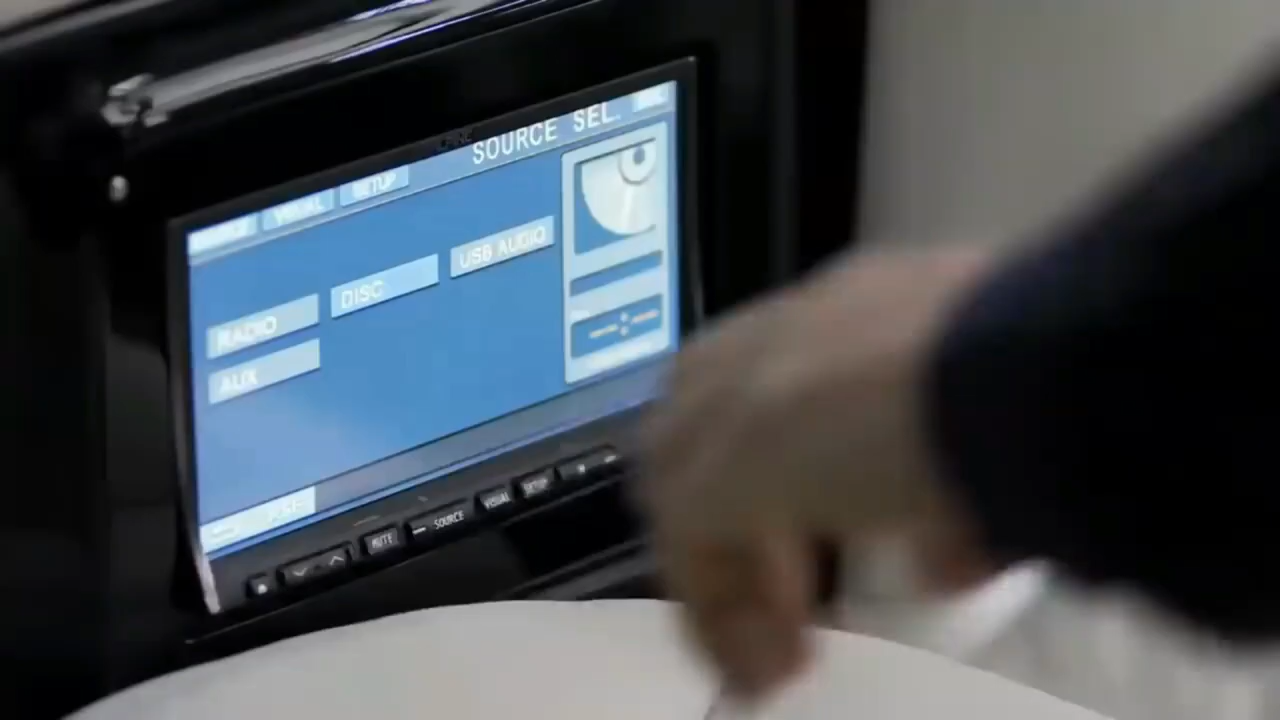 SOURCE SEL.
VISUAL SETUP
RADIO DISC USB AUDIO
AUX
MUTE SOURCE VISUAL SETUP